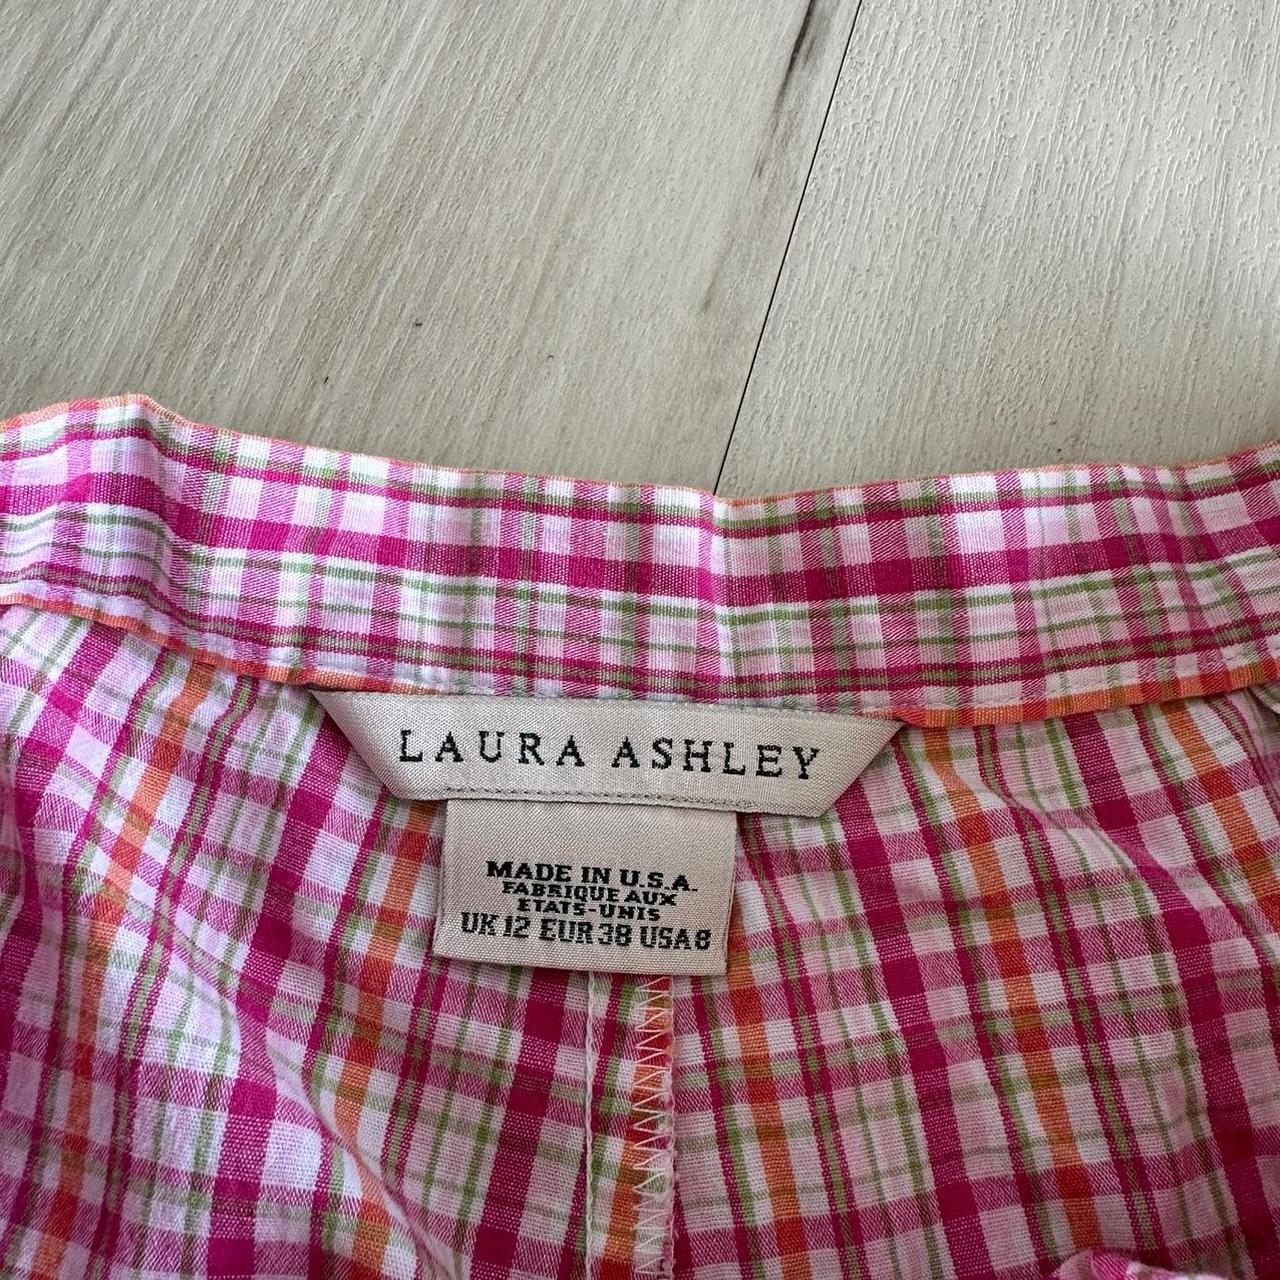 LAURA ASHLEY
MADE IN U.S.A.
FABRIQUE AUX
ETATS-UNIS
UK 12 EUR 38 USA 8